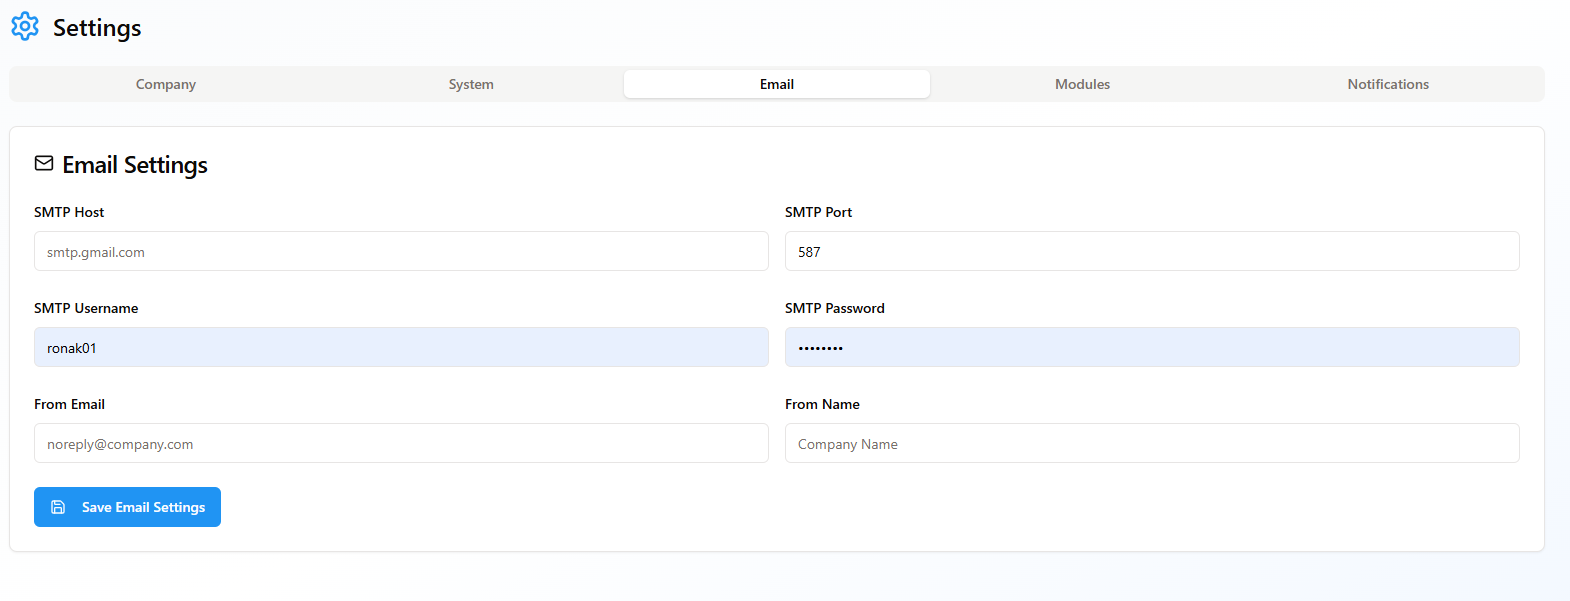 Settings
Company System Email Modules Notifications
Email Settings
SMTP Host SMTP Port
smtp.gmail.com 587
SMTP Username SMTP Password
ronak01 ••••••••
From Email From Name
noreply@company.com Company Name
Save Email Settings